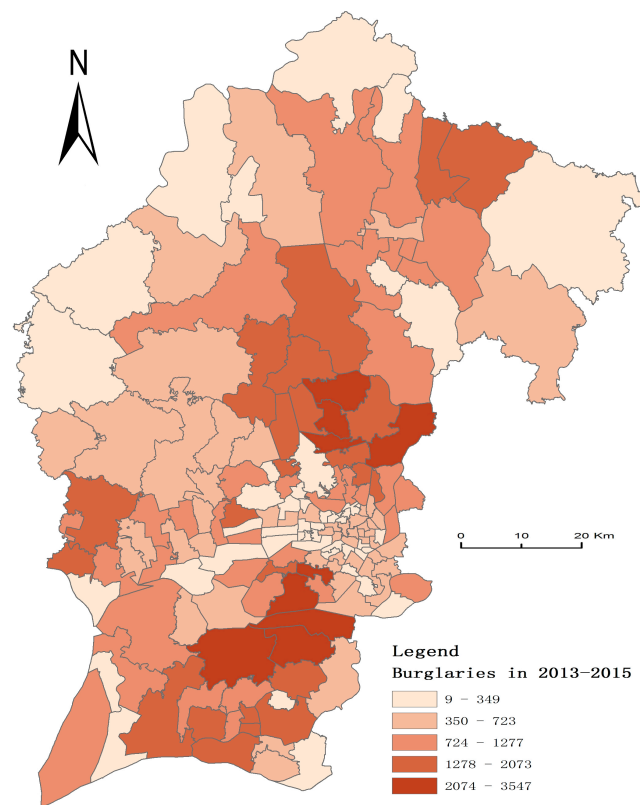 N
0 10 20 Km
Legend
Burglaries in 2013-2015
9 - 349
350 - 723
724 - 1277
1278 - 2073
2074 - 3547